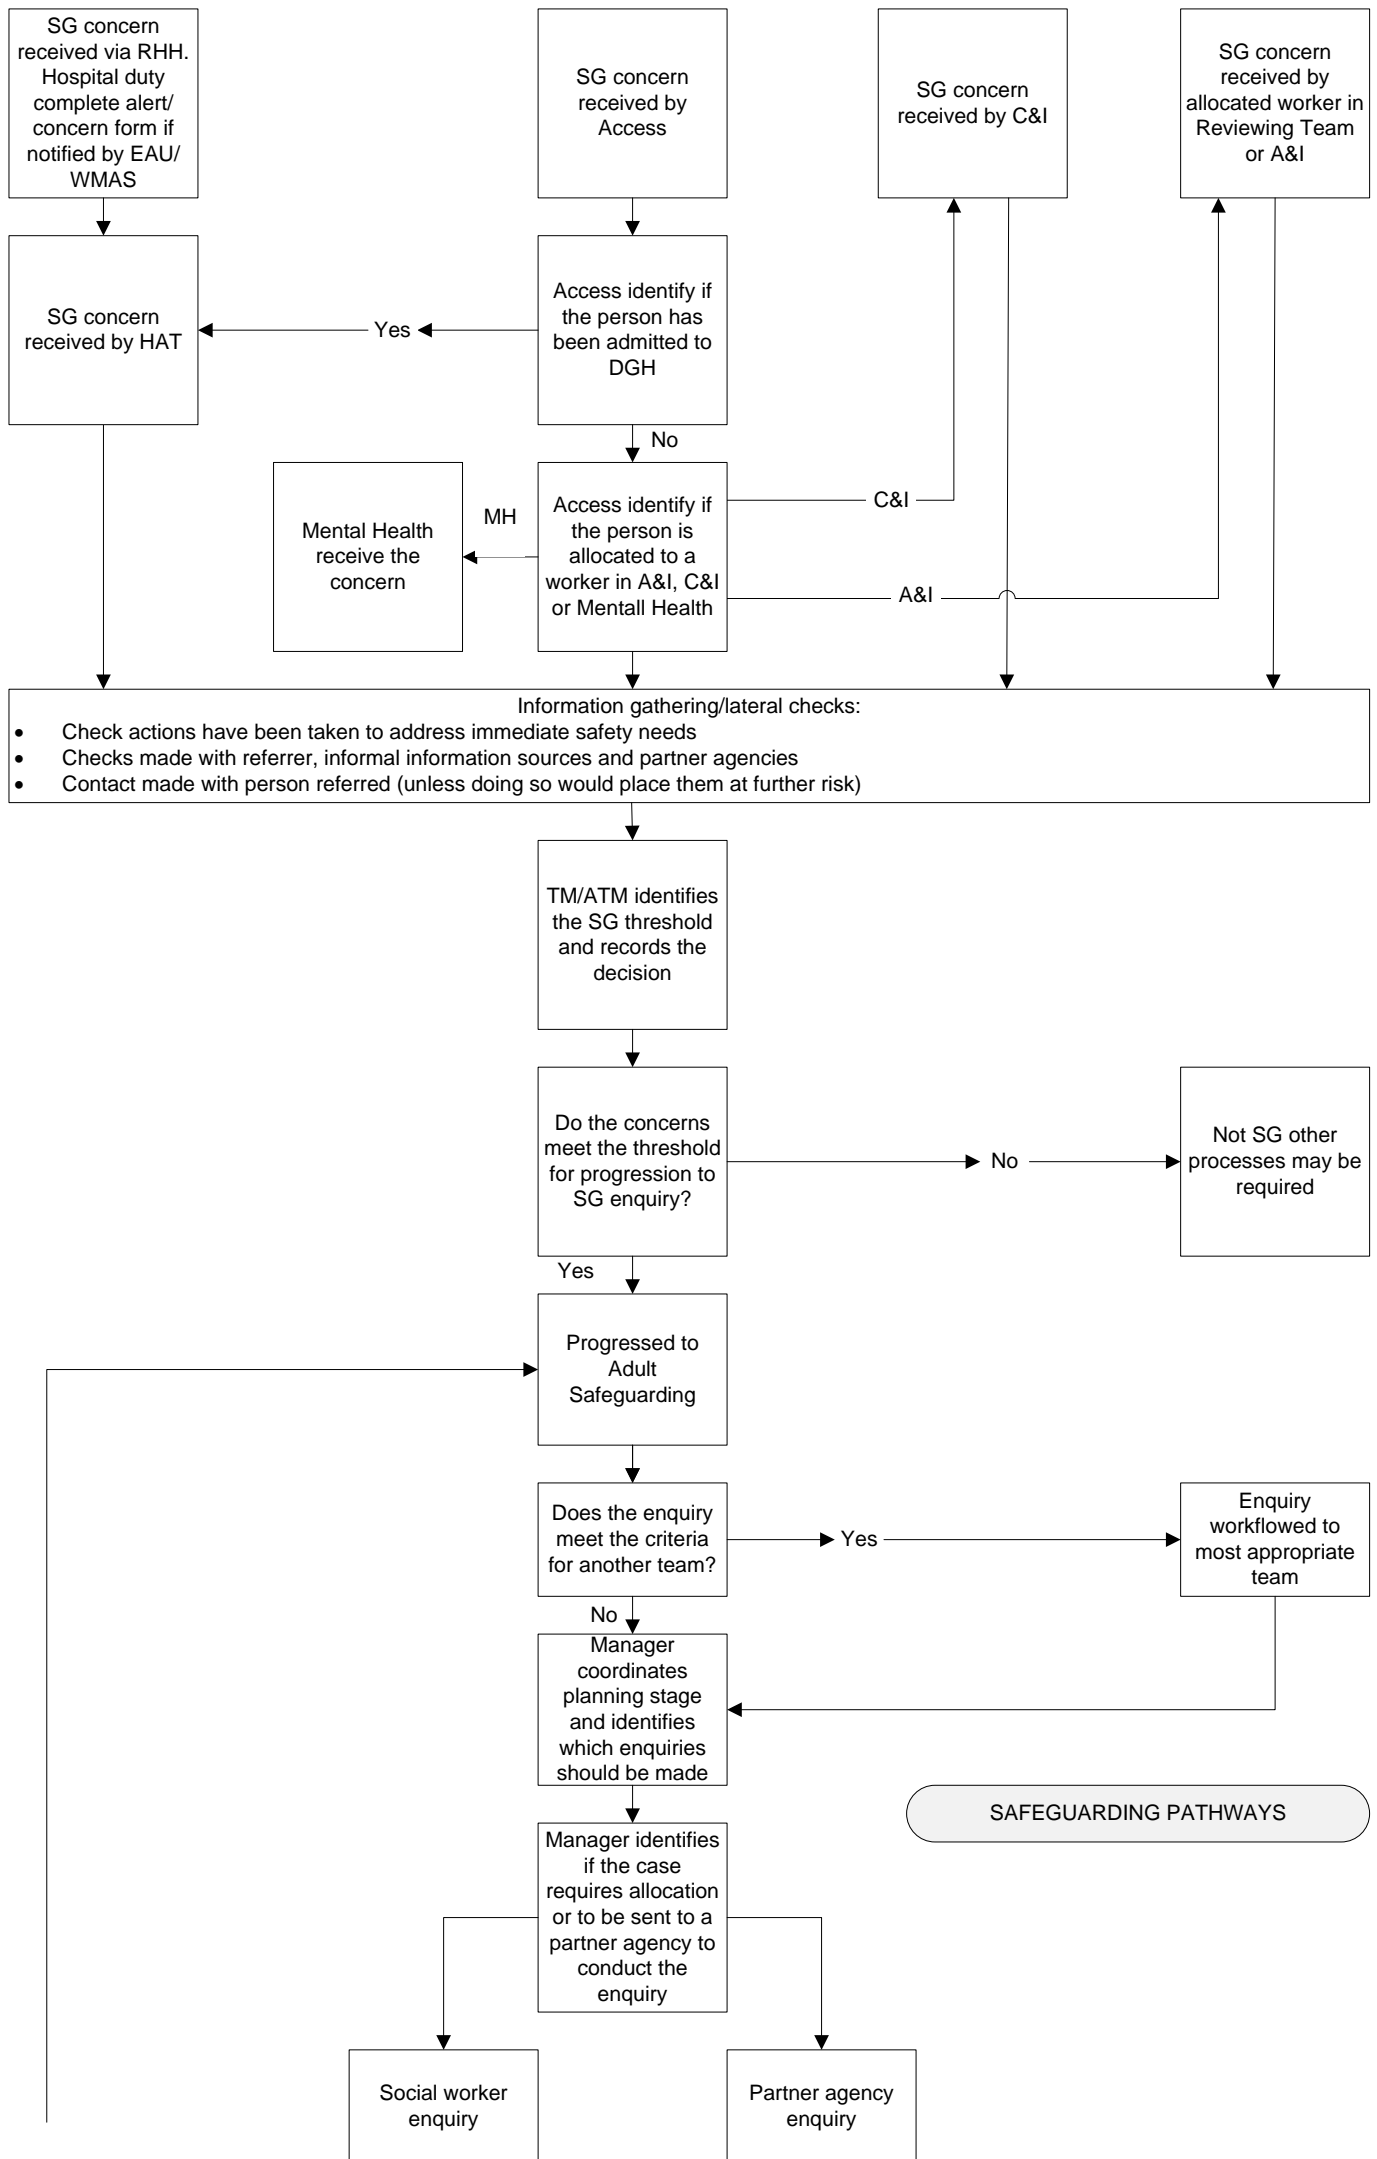 SG concern
received via RHH.
Hospital duty
complete alert/
concern form if
notified by EAU/
WMAS
SG concern
received by
Access
SG concern
received by C&I
SG concern
received by
allocated worker in
Reviewing Team
or A&I
SG concern
received by HAT
Yes
Access identify if
the person has
been admitted to
DGH
No
Mental Health
receive the
concern
MH
Access identify if
the person is
allocated to a
worker in A&I, C&I
or Mentall Health
C&I
A&I
Information gathering/lateral checks:
• Check actions have been taken to address immediate safety needs
• Checks made with referrer, informal information sources and partner agencies
• Contact made with person referred (unless doing so would place them at further risk)
TM/ATM identifies
the SG threshold
and records the
decision
Do the concerns
meet the threshold
for progression to
SG enquiry?
No
Not SG other
processes may be
required
Yes
Progressed to
Adult
Safeguarding
Does the enquiry
meet the criteria
for another team?
Yes
Enquiry
workflowed to
most appropriate
team
No
Manager
coordinates
planning stage
and identifies
which enquiries
should be made
SAFEGUARDING PATHWAYS
Manager identifies
if the case
requires allocation
or to be sent to a
partner agency to
conduct the
enquiry
Social worker
enquiry
Partner agency
enquiry